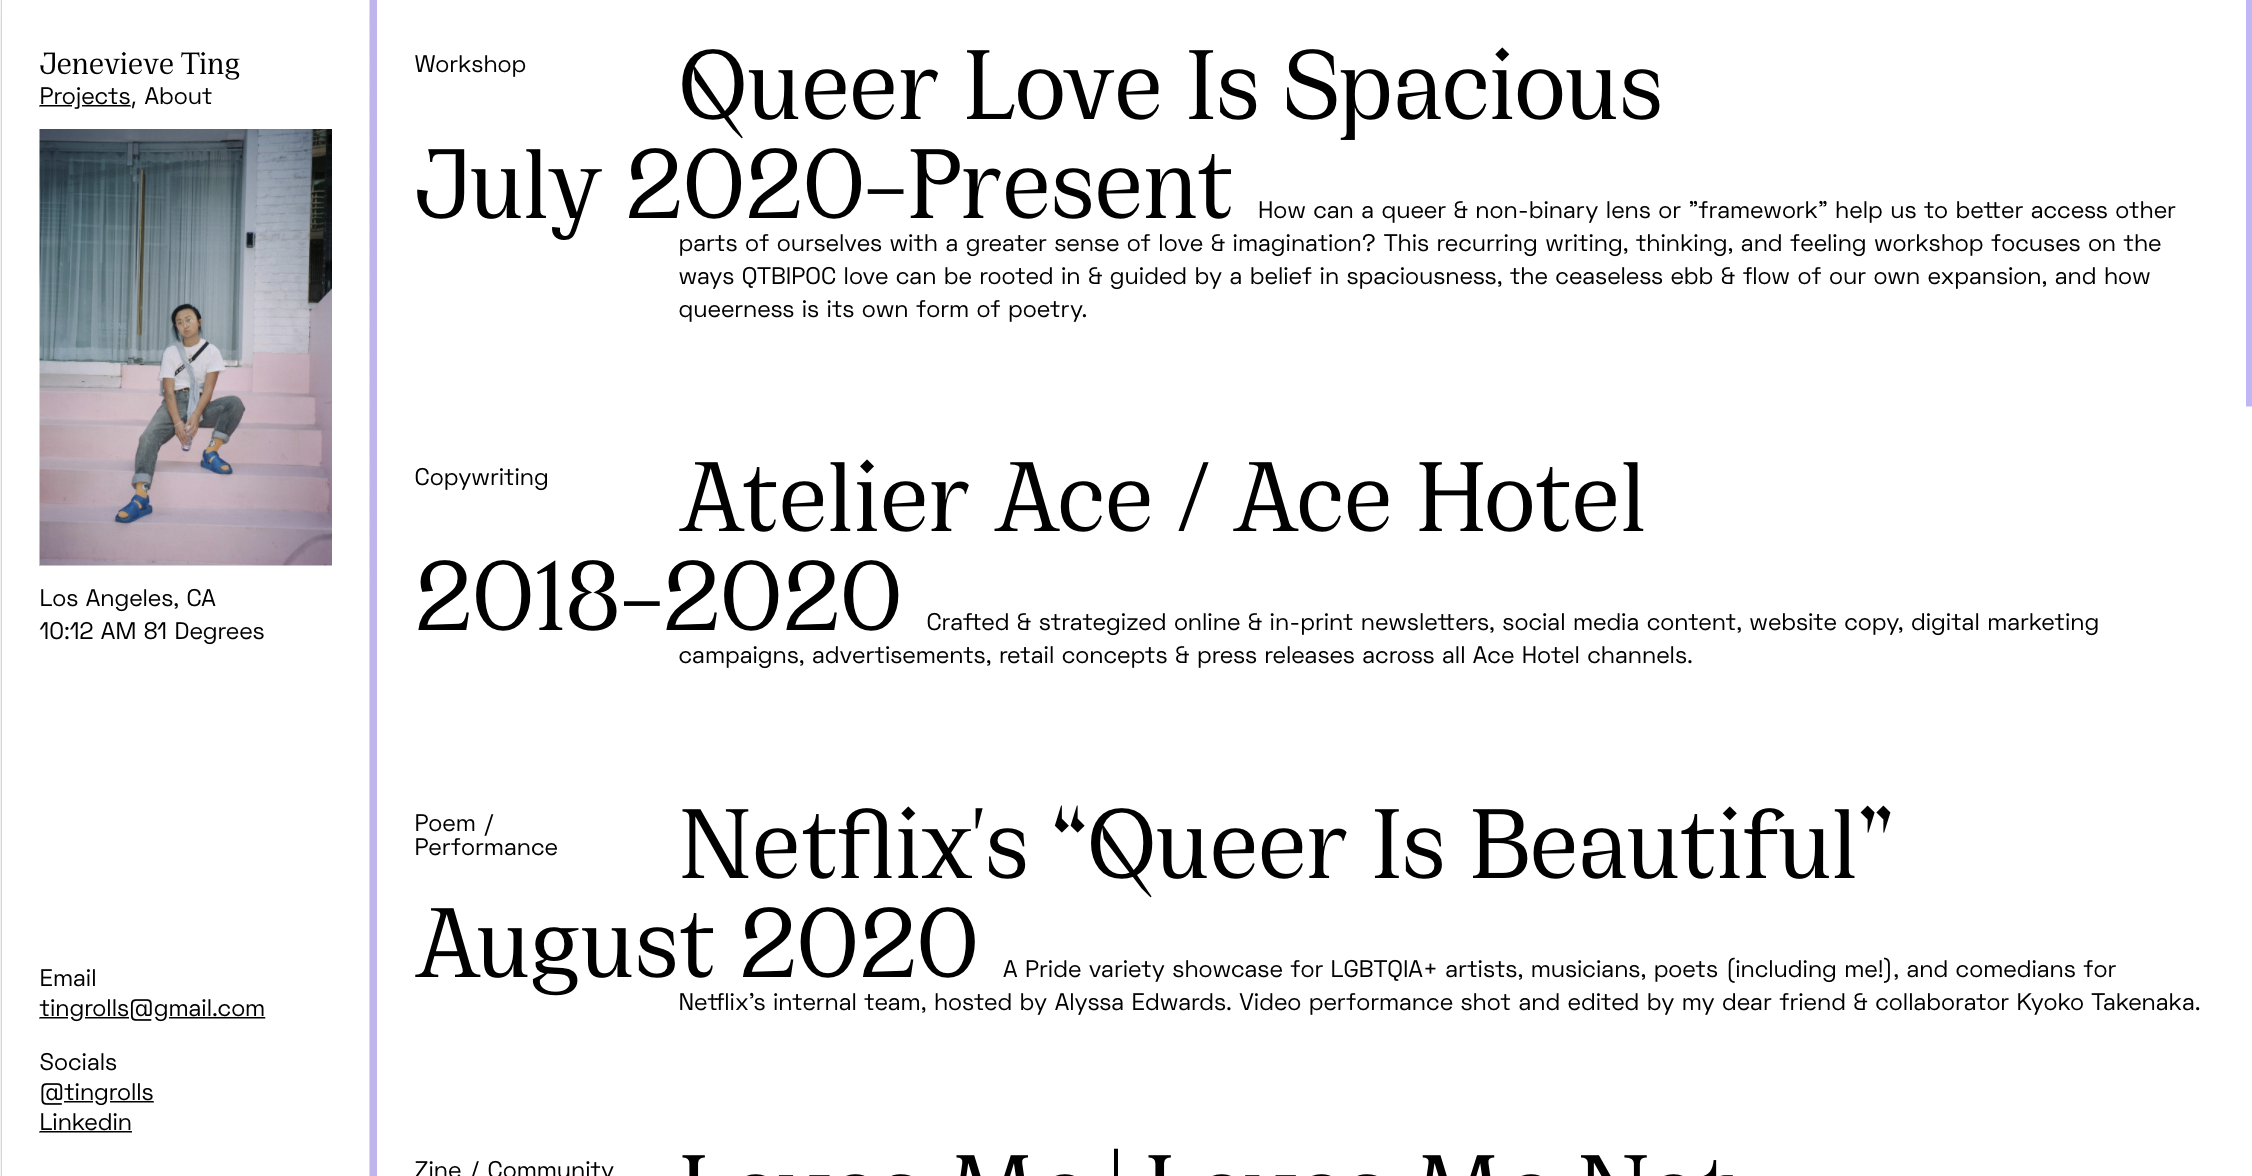 Jenevieve Ting
Projects, About
Los Angeles, CA
10:12 AM 81 Degrees
Email
tingrolls@gmail.com
Socials
@tingrolls
Linkedin
Workshop
Queer Love Is Spacious
July 2020–Present How can a queer & non-binary lens or ”framework” help us to better access other
parts of ourselves with a greater sense of love & imagination? This recurring writing, thinking, and feeling workshop focuses on the
ways QTBIPOC love can be rooted in & guided by a belief in spaciousness, the ceaseless ebb & flow of our own expansion, and how
queerness is its own form of poetry.
Copywriting
Atelier Ace / Ace Hotel
2018–2020 Crafted & strategized online & in-print newsletters, social media content, website copy, digital marketing
campaigns, advertisements, retail concepts & press releases across all Ace Hotel channels.
Poem /
Performance
Netflix's “Queer Is Beautiful”
August 2020 A Pride variety showcase for LGBTQIA+ artists, musicians, poets (including me!), and comedians for
Netflix’s internal team, hosted by Alyssa Edwards. Video performance shot and edited by my dear friend & collaborator Kyoko Takenaka.
Zine / Community
Loves Me | Loves Me Not